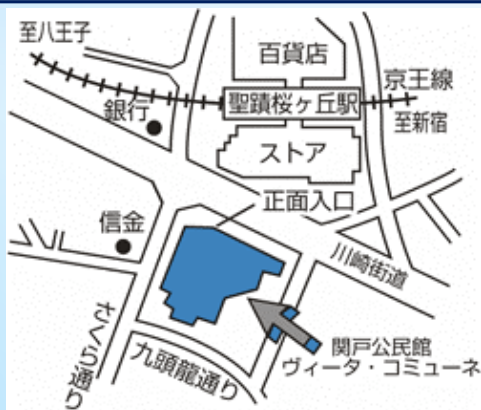 至八王子
百貨店
京王線
銀行
聖蹟桜ヶ丘駅
至新宿
ストア
正面入口
信金
川崎街道
さくら通り
九頭龍通り
関戸公民館
ヴィータ・コミューネ